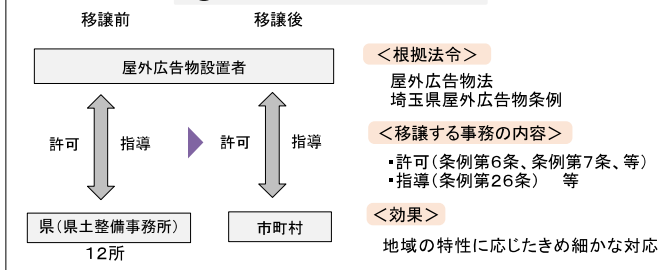 移譲前 移譲後
屋外広告物設置者
許可 指導 許可 指導
県(県土整備事務所)
12所
市町村
<根拠法令>
屋外広告物法
埼玉県屋外広告物条例
<移譲する事務の内容>
・許可(条例第6条、条例第7条、等)
・指導(条例第26条) 等
<効果>
地域の特性に応じたきめ細かな対応